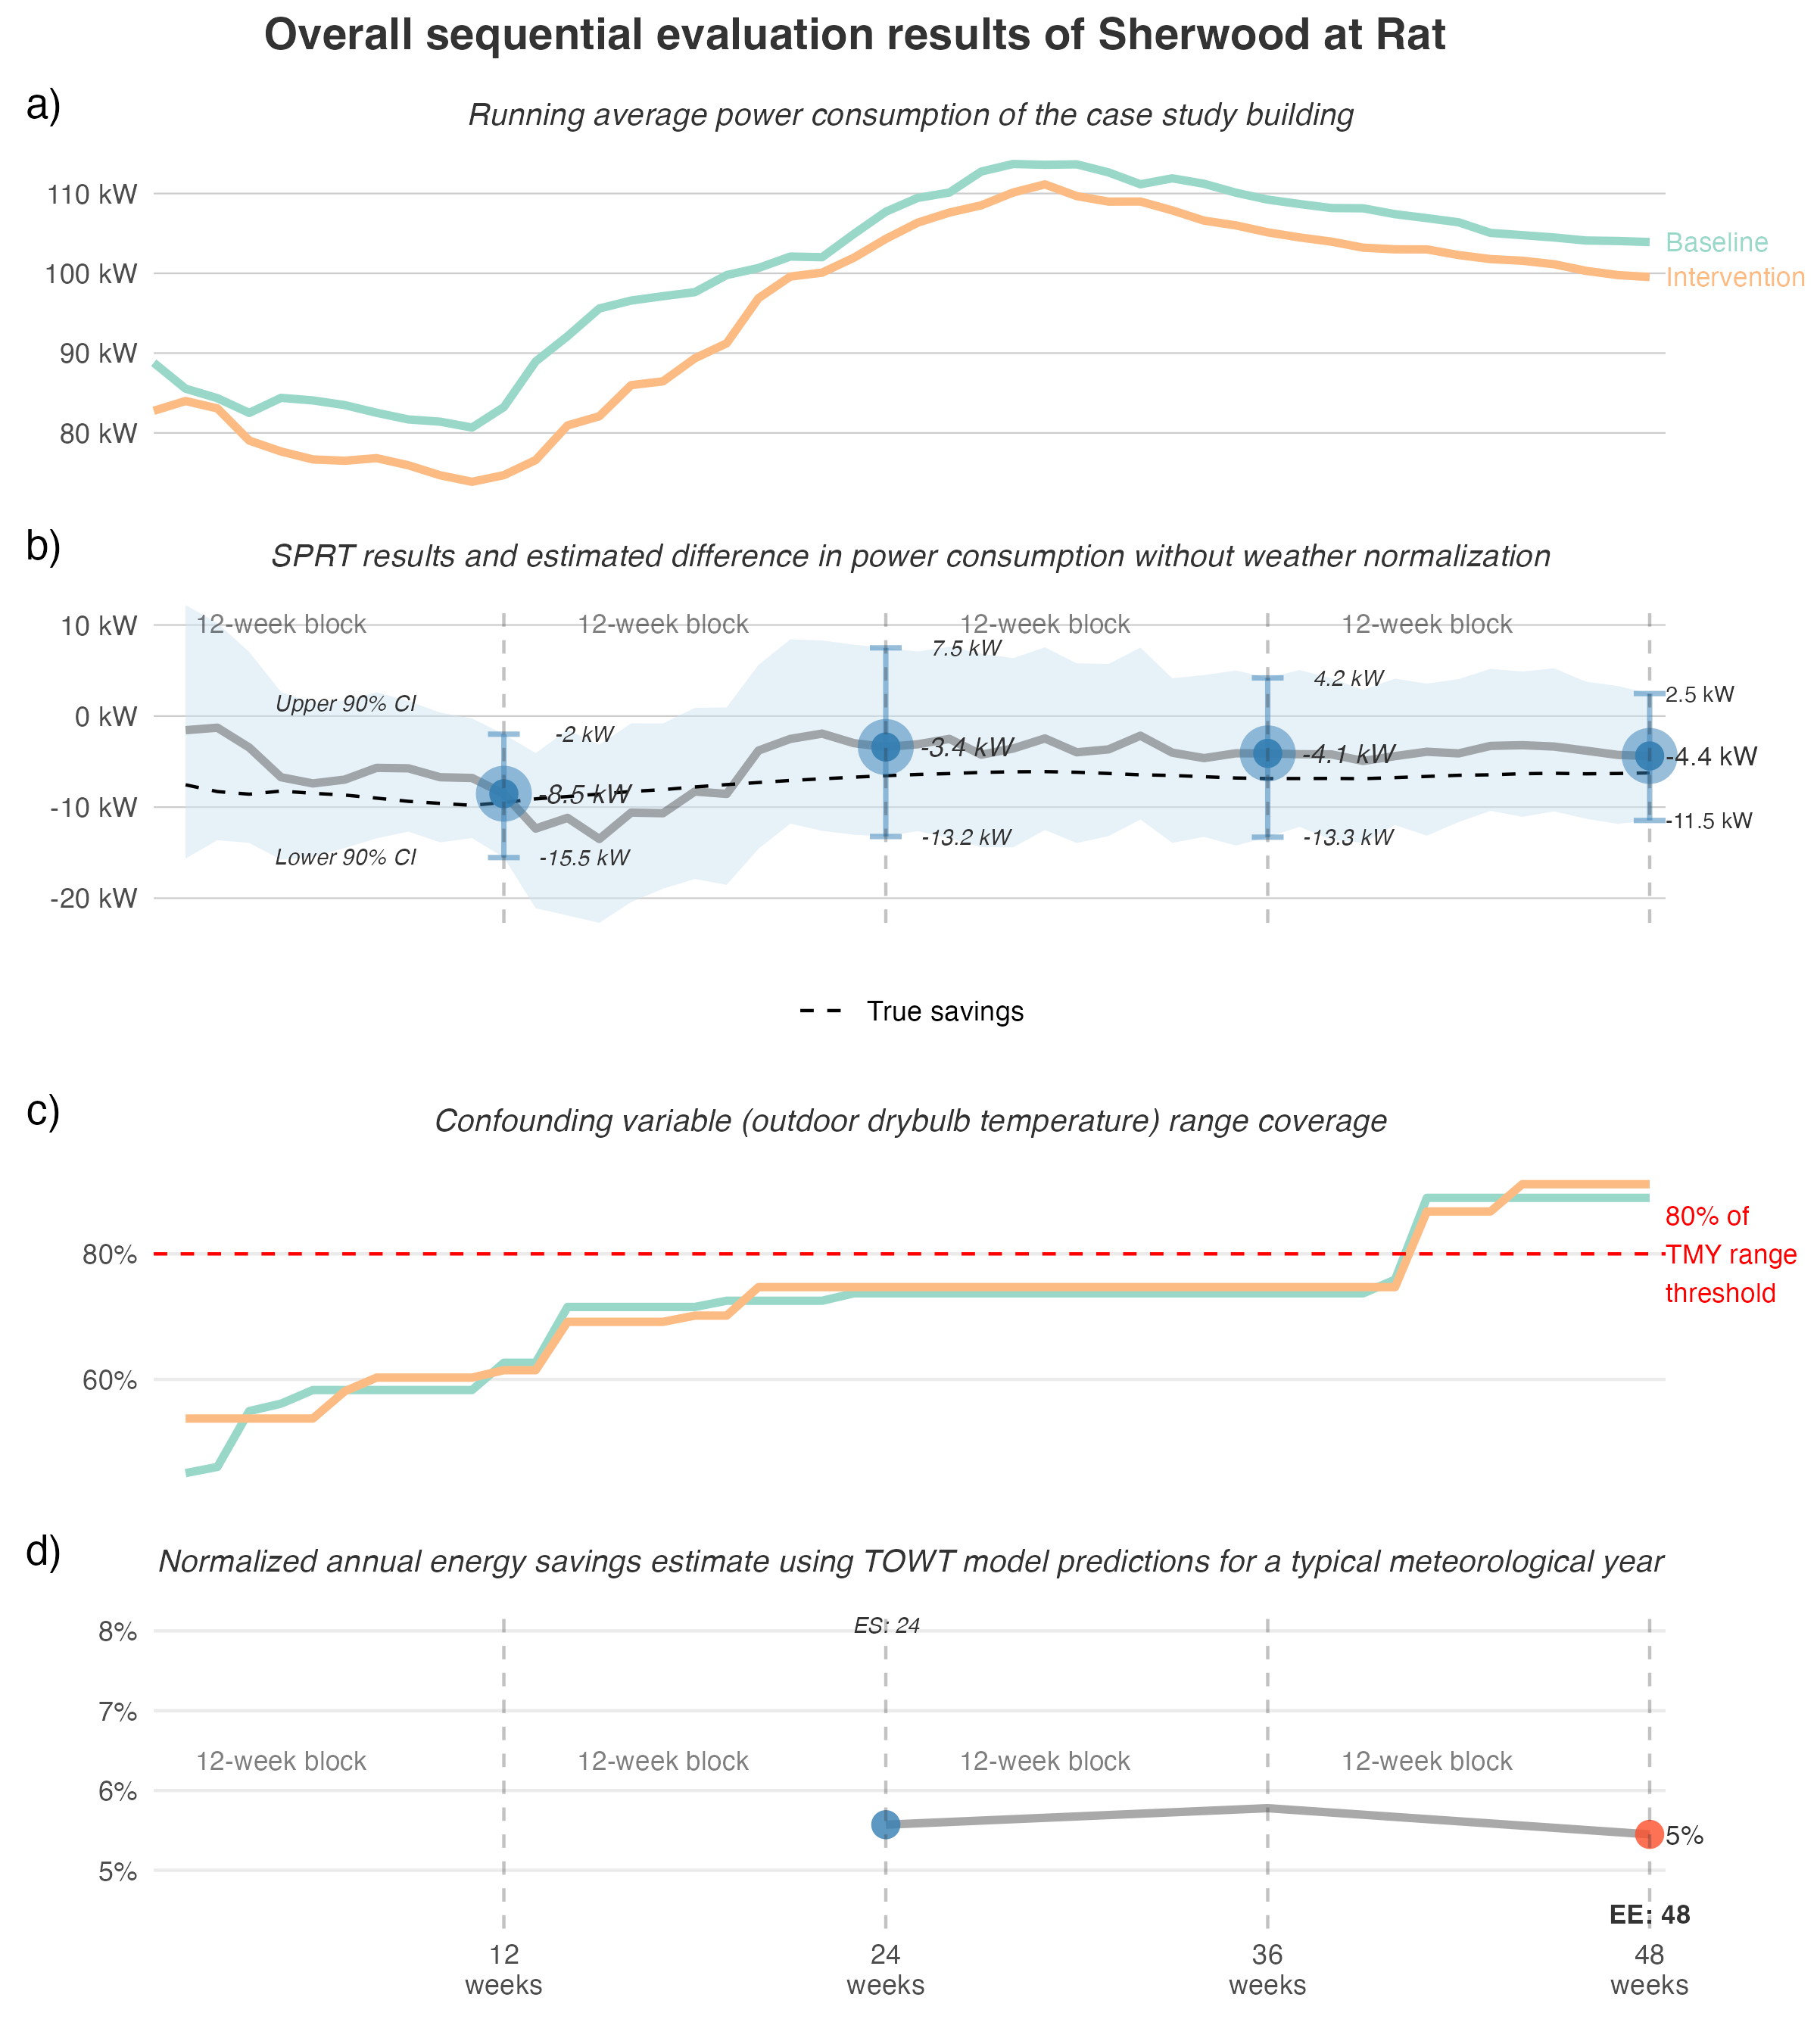 Overall sequential evaluation results of Sherwood at Rat
a)
Running average power consumption of the case study building
110 kW
100 kW
90 kW
80 kW
Baseline
Intervention
b)
SPRT results and estimated difference in power consumption without weather normalization
10 kW
0 kW
-10 kW
-20 kW
12-week block
12-week block
12-week block
12-week block
Upper 90% CI
Lower 90% CI
-2 kW
-8.5 kW
-15.5 kW
7.5 kW
-3.4 kW
-13.2 kW
4.2 kW
-4.1 kW
-13.3 kW
2.5 kW
-4.4 kW
-11.5 kW
True savings
c)
Confounding variable (outdoor drybulb temperature) range coverage
80%
60%
80% of
TMY range
threshold
d)
Normalized annual energy savings estimate using TOWT model predictions for a typical meteorological year
8%
7%
6%
5%
ES: 24
12-week block
12-week block
12-week block
12-week block
5%
EE: 48
12
weeks
24
weeks
36
weeks
48
weeks